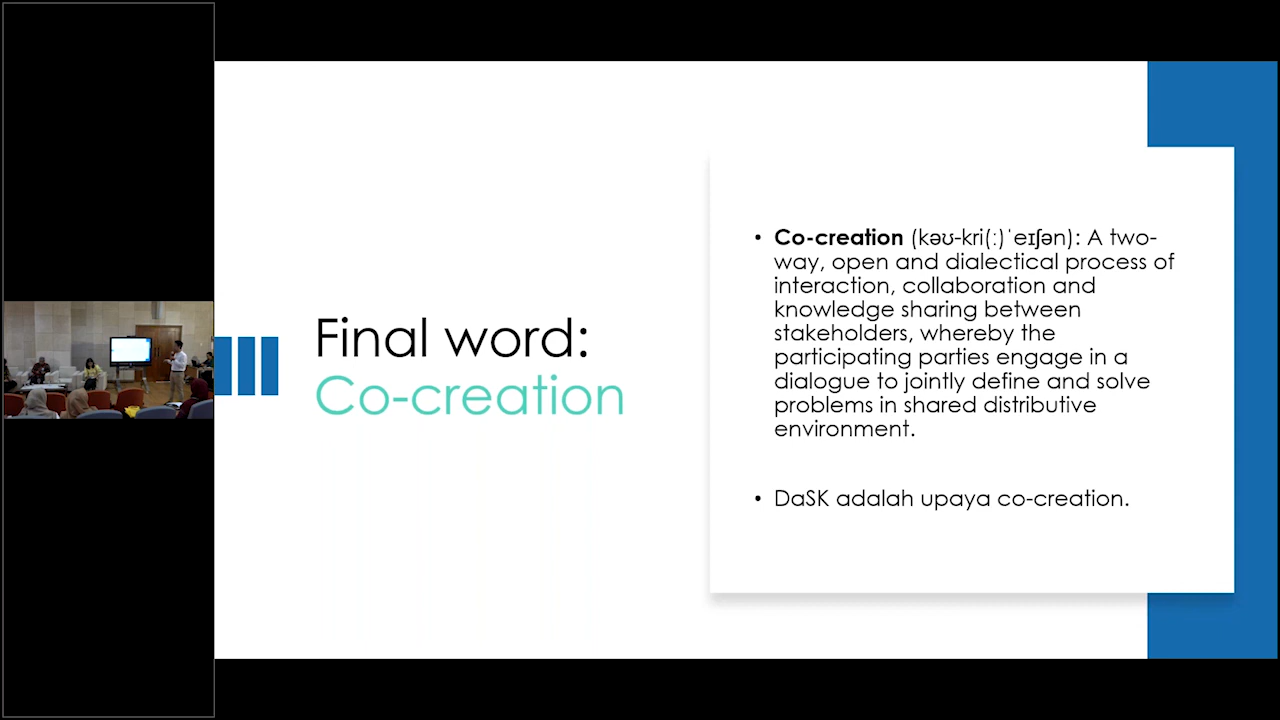 Final word:
Co-creation
• Co-creation (kəʊ-kri(ː)ˈeɪʃən): A two-
way, open and dialectical process of
interaction, collaboration and
knowledge sharing between
stakeholders, whereby the
participating parties engage in a
dialogue to jointly define and solve
problems in shared distributive
environment.
• DaSK adalah upaya co-creation.